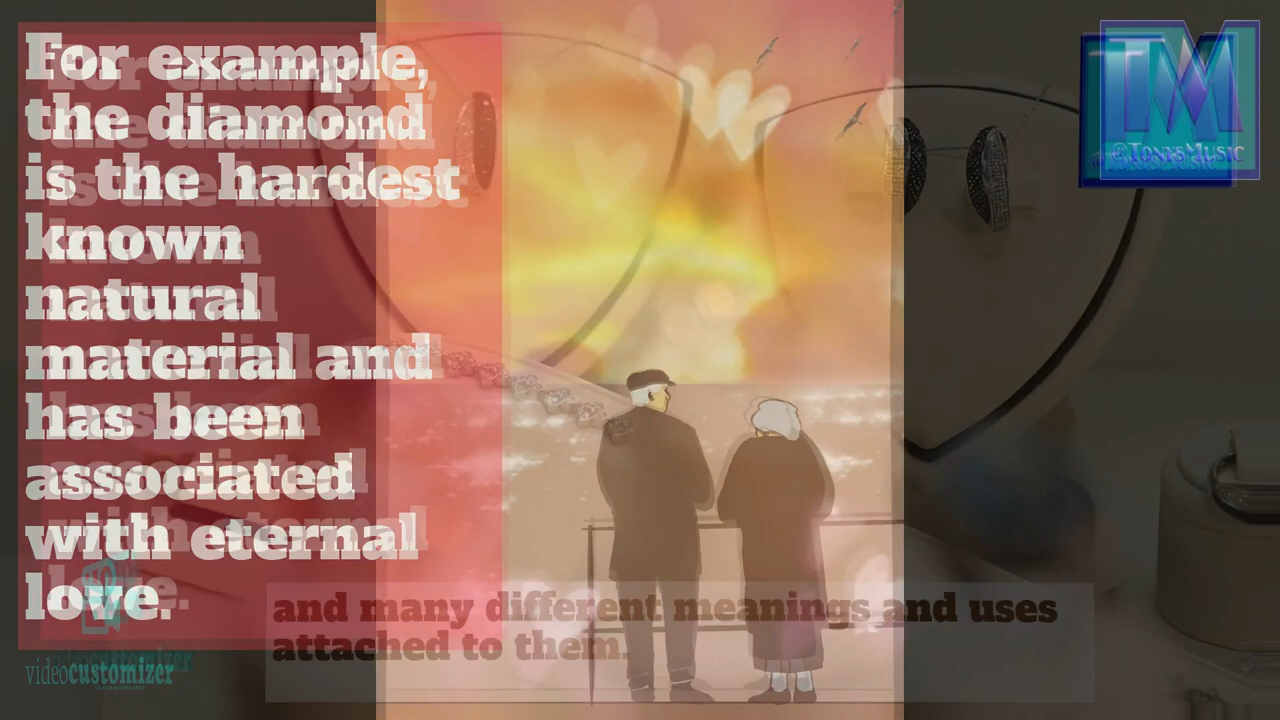 For example,
the diamond
is the hardest
known
natural
material and
has been
associated
with eternal
love.
TM
@TonysMusic
and many different meanings and uses
attached to them.
videocustomizer